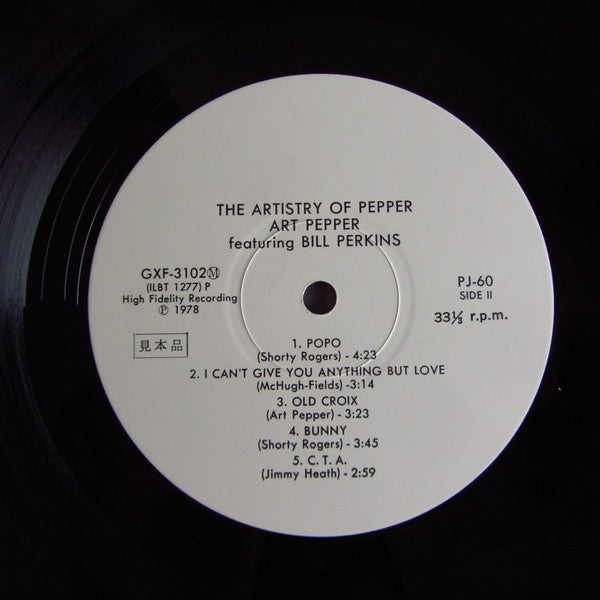 THE ARTISTRY OF PEPPER
ART PEPPER
featuring BILL PERKINS
GXF-3102Ⓜ
(ILBT 1277) P
High Fidelity Recording
Ⓟ 1978
PJ-60
SIDE II
33⅓ r.p.m.
見本品
1. POPO
(Shorty Rogers) - 4:23
2. I CAN'T GIVE YOU ANYTHING BUT LOVE
(McHugh-Fields) -3:14
3. OLD CROIX
(Art Pepper) - 3:23
4. BUNNY
(Shorty Rogers) - 3:45
5. C. T. A.
(Jimmy Heath) - 2:59